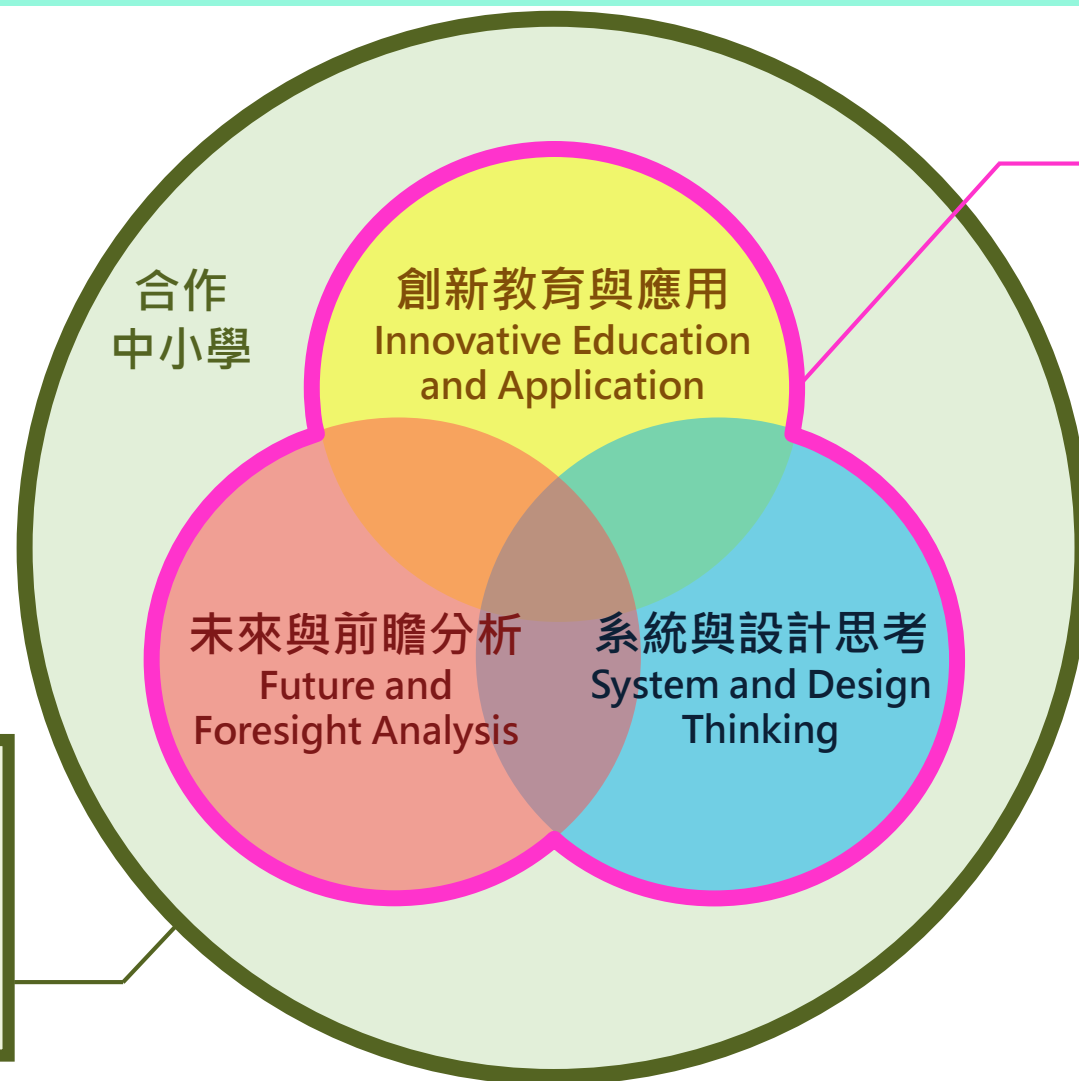 合作
中小學
創新教育與應用
Innovative Education
and Application
未來與前瞻分析
Future and
Foresight Analysis
系統與設計思考
System and Design
Thinking